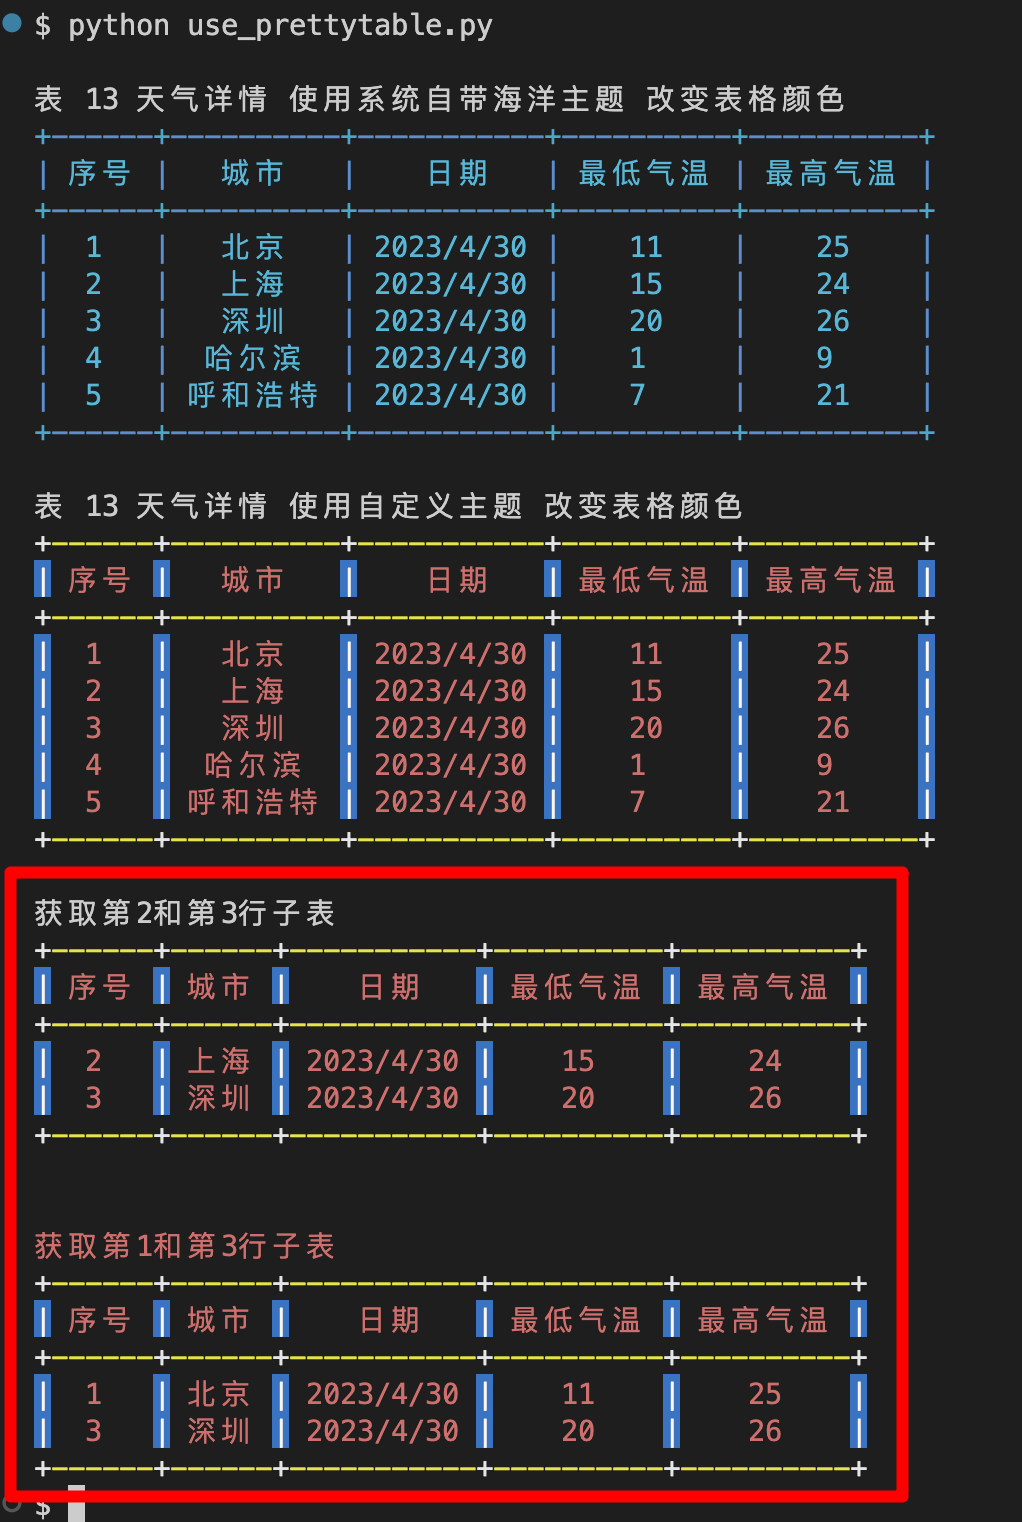 $ python use_prettytable.py
表 13 天气详情 使用系统自带海洋主题 改变表格颜色
+------+----------+-----------+----------+----------+
| 序号 |   城市   |    日期   | 最低气温 | 最高气温 |
+------+----------+-----------+----------+----------+
|  1   |   北京   | 2023/4/30 |    11    |    25    |
|  2   |   上海   | 2023/4/30 |    15    |    24    |
|  3   |   深圳   | 2023/4/30 |    20    |    26    |
|  4   |  哈尔滨  | 2023/4/30 |    1     |    9     |
|  5   | 呼和浩特 | 2023/4/30 |    7     |    21    |
+------+----------+-----------+----------+----------+
表 13 天气详情 使用自定义主题 改变表格颜色
+------+----------+-----------+----------+----------+
| 序号 |   城市   |    日期   | 最低气温 | 最高气温 |
+------+----------+-----------+----------+----------+
|  1   |   北京   | 2023/4/30 |    11    |    25    |
|  2   |   上海   | 2023/4/30 |    15    |    24    |
|  3   |   深圳   | 2023/4/30 |    20    |    26    |
|  4   |  哈尔滨  | 2023/4/30 |    1     |    9     |
|  5   | 呼和浩特 | 2023/4/30 |    7     |    21    |
+------+----------+-----------+----------+----------+
获取第2和第3行子表
+------+------+-----------+----------+----------+
| 序号 | 城市 |    日期   | 最低气温 | 最高气温 |
+------+------+-----------+----------+----------+
|  2   | 上海 | 2023/4/30 |    15    |    24    |
|  3   | 深圳 | 2023/4/30 |    20    |    26    |
+------+------+-----------+----------+----------+
获取第1和第3行子表
+------+------+-----------+----------+----------+
| 序号 | 城市 |    日期   | 最低气温 | 最高气温 |
+------+------+-----------+----------+----------+
|  1   | 北京 | 2023/4/30 |    11    |    25    |
|  3   | 深圳 | 2023/4/30 |    20    |    26    |
+------+------+-----------+----------+----------+
$